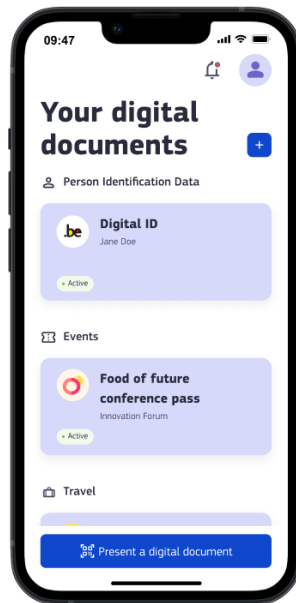 09:47
Your digital
documents
+
Person Identification Data
.be
Digital ID
Jane Doe
Active
Events
Food of future
conference pass
Innovation Forum
Active
Travel
Present a digital document